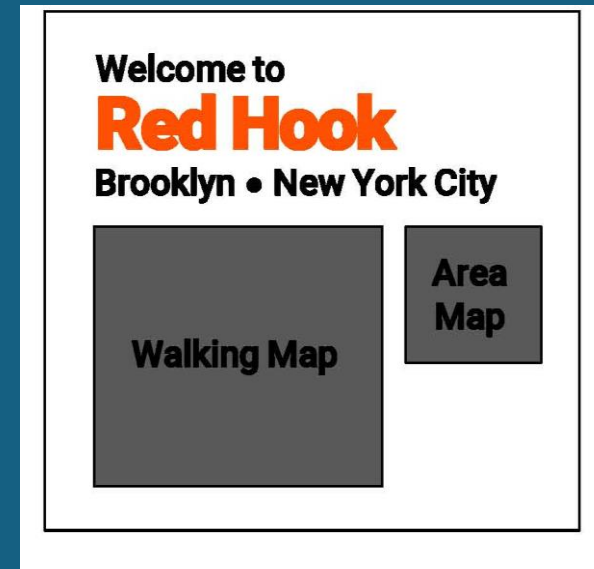 Welcome to
Red Hook
Brooklyn ● New York City
Walking Map
Area
Map